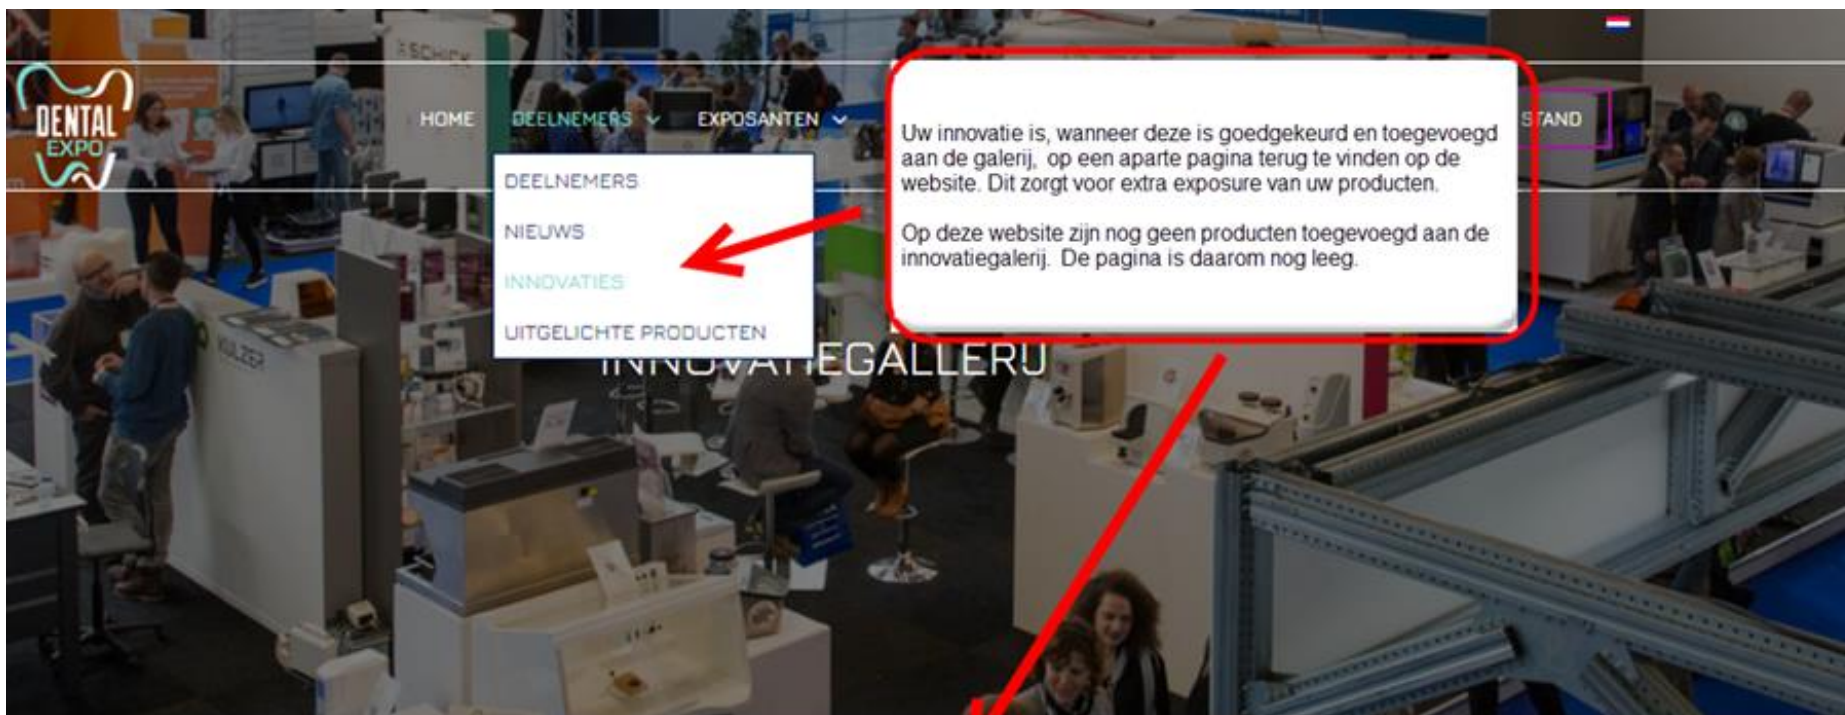 SCHICK
DENTAL
EXPO
HOME
DEELNEMERS
EXPOSANTEN
STAND
DEELNEMERS
NIEUWS
INNOVATIES
UITGELICHTE PRODUCTEN
Uw innovatie is, wanneer deze is goedgekeurd en toegevoegd
aan de galerij, op een aparte pagina terug te vinden op de
website. Dit zorgt voor extra exposure van uw producten.
Op deze website zijn nog geen producten toegevoegd aan de
innovatiegalerij. De pagina is daarom nog leeg.
INNOVATIEGALLERIJ
KULZER